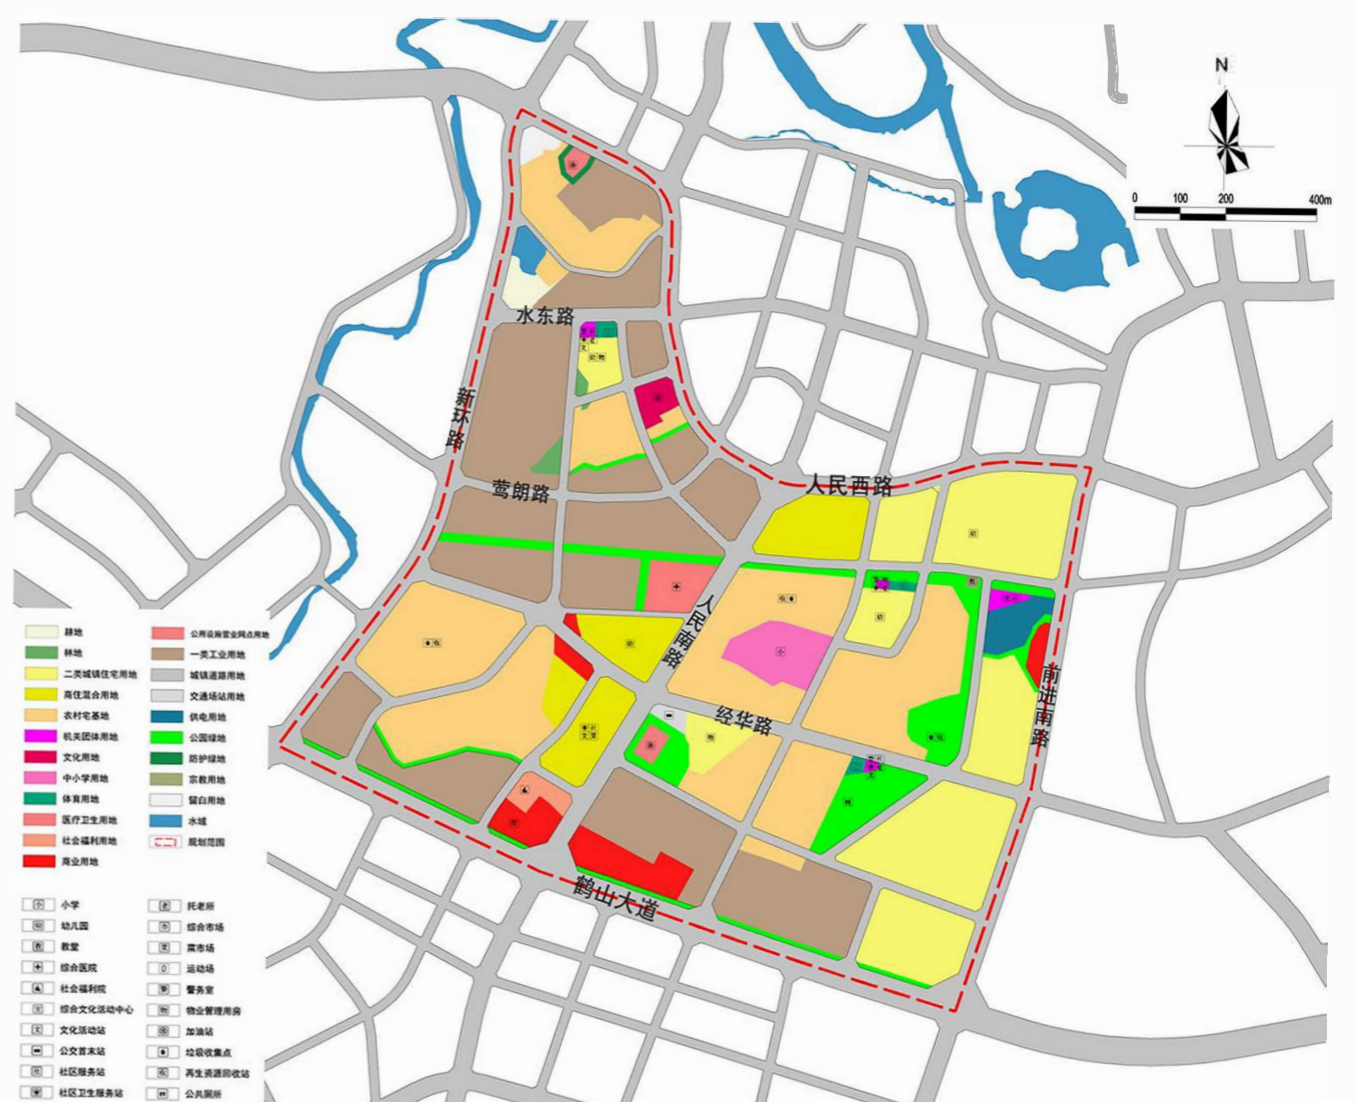 N
0 100 200 400m
水东路
新环路
莺朗路
人民西路
人民南路
经华路
前进南路
鹤山大道
耕地
林地
二类城镇住宅用地
商住混合用地
农村宅基地
机关团体用地
文化用地
中小学用地
体育用地
医疗卫生用地
社会福利用地
商业用地
公用设施营业网点用地
一类工业用地
城镇道路用地
交通场站用地
供电用地
公园绿地
防护绿地
宗教用地
留白用地
水域
规划范围
小 小学
幼 幼儿园
教 教堂
综合医院
社会福利院
综合文化活动中心
文 文化活动站
公交首末站
社区服务站
社区卫生服务站
老 托老所
市 综合市场
菜 菜市场
运动场
警 警务室
物 物业管理用房
加油站
垃圾收集点
再生资源回收站
公共厕所